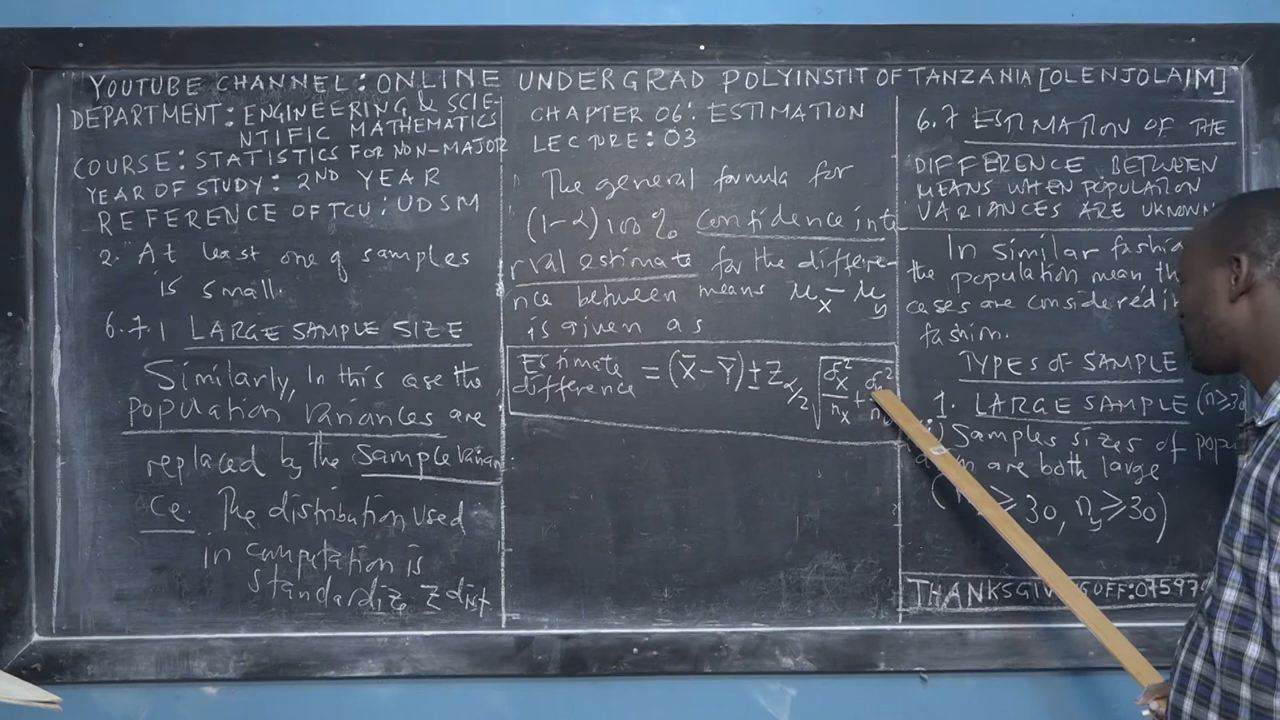 YOUTUBE CHANNEL: ONLINE UNDERGRAD POLYINSTIT OF TANZANIA [OLENJOLAIM]
DEPARTMENT: ENGINEERING & SCIE-
NTIFIC MATHEMATICS
COURSE: STATISTICS FOR NON-MAJOR
YEAR OF STUDY: 2ND YEAR
REFERENCE OF TCU: UDSM
2. At least one of samples
is small.
6.7.1 LARGE SAMPLE SIZE
Similarly, In this case the
population variances are
replaced by the sample varian
ce. The distribution used
in computation is
standardize Z dist
CHAPTER 06: ESTIMATION
LECTURE: 03
The general formula for
(1-α)100% confidence inte
rval estimate for the differe-
nce between means μx - μy
is given as
Estimate
difference = (X̄ - Ȳ) ± Zα/2 √(σx²/nx + σy²/n
6.7 ESTIMATION OF THE
DIFFERENCE BETWEEN
MEANS WHEN POPULATION
VARIANCES ARE UKNOWN
In similar fashi
the population mean th
cases are considered i
fashion.
TYPES OF SAMPLE
1. LARGE SAMPLE (n≥30
) Samples sizes of popu
are both large
( ≥30, ny≥30)
THANKSGIV OFF: 07597